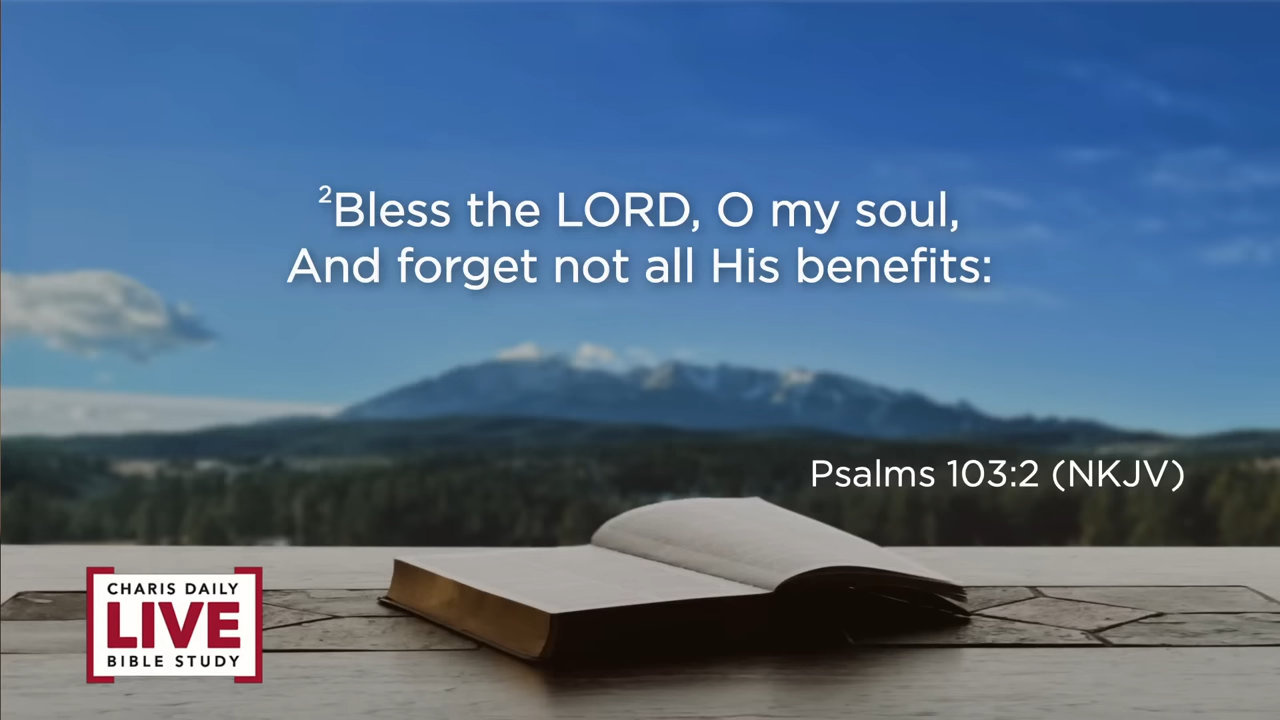 ²Bless the LORD, O my soul,
And forget not all His benefits:
Psalms 103:2 (NKJV)
CHARIS DAILY
LIVE
BIBLE STUDY